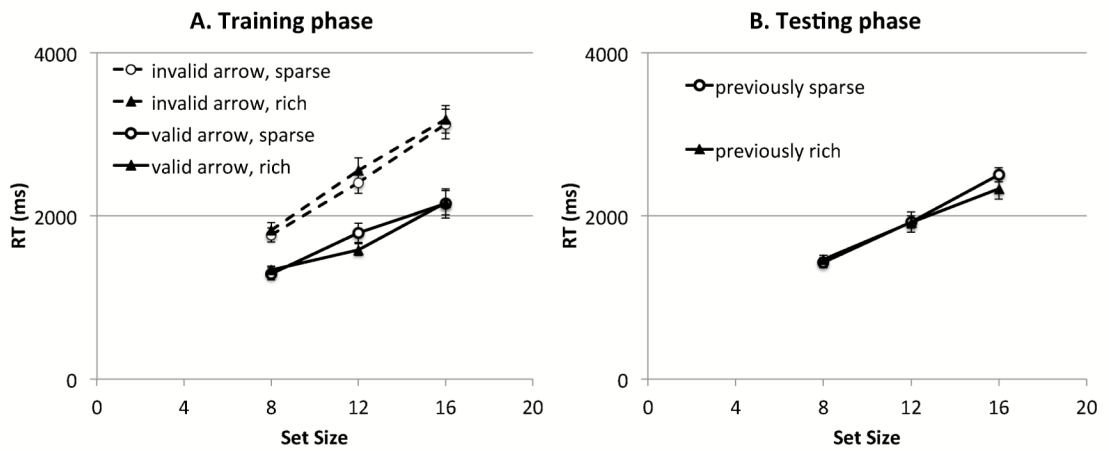 A. Training phase
4000
2000
0
RT (ms)
invalid arrow, sparse
invalid arrow, rich
valid arrow, sparse
valid arrow, rich
0 4 8 12 16 20
Set Size
B. Testing phase
4000
2000
0
RT (ms)
previously sparse
previously rich
0 4 8 12 16 20
Set Size